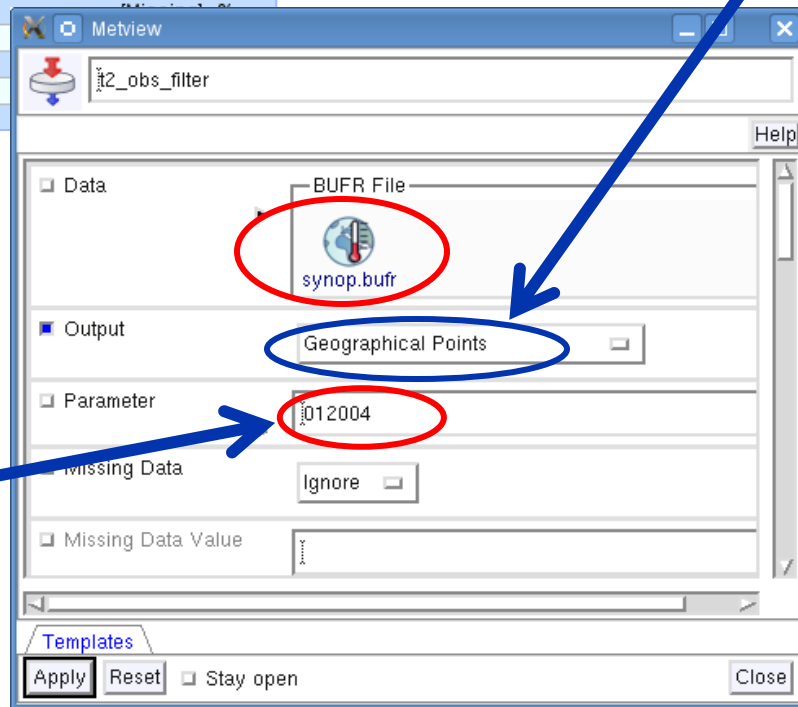 Metview
t2_obs_filter
Help
Data
BUFR File
synop.bufr
Output
Geographical Points
Parameter
012004
Missing Data
Ignore
Missing Data Value
Templates
Apply Reset Stay open Close